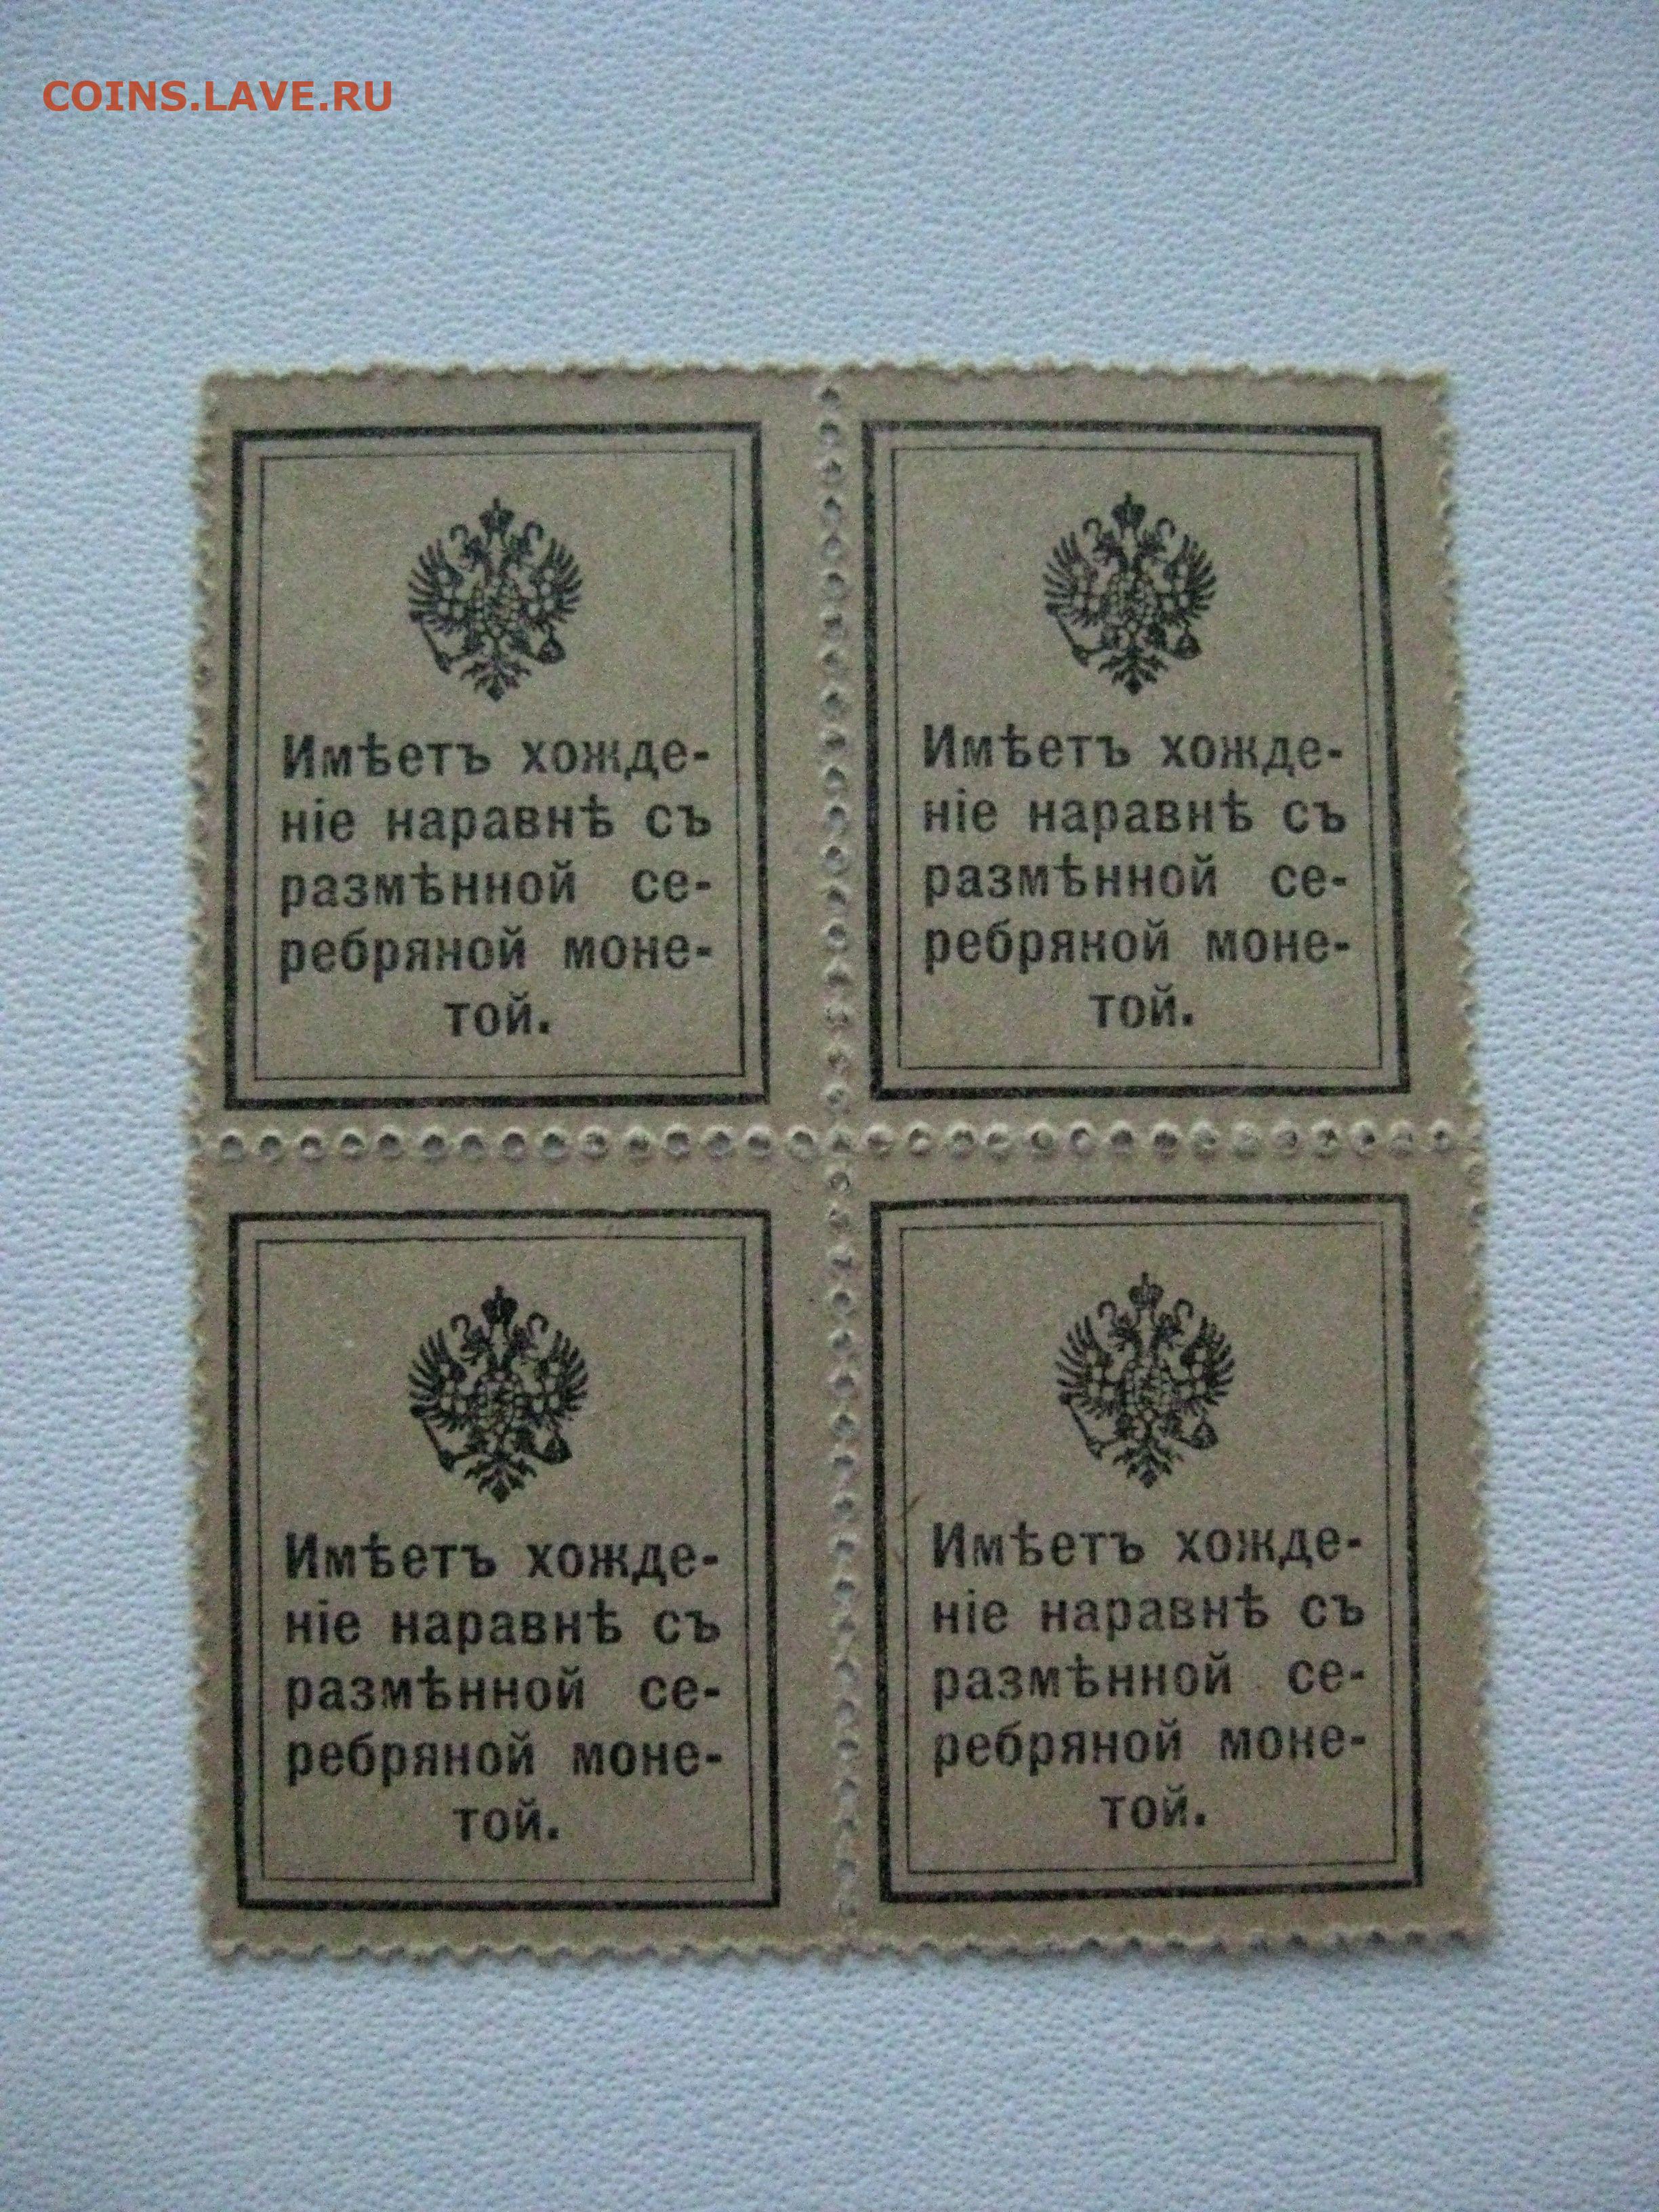 COINS.LAVE.RU
Имѣетъ хожде-
ніе наравнѣ съ
размѣнной се-
ребряной моне-
той.
Имѣетъ хожде-
ніе наравнѣ съ
размѣнной се-
ребряной моне-
той.
Имѣетъ хожде-
ніе наравнѣ съ
размѣнной се-
ребряной моне-
той.
Имѣетъ хожде-
ніе наравнѣ съ
размѣнной се-
ребряной моне-
той.